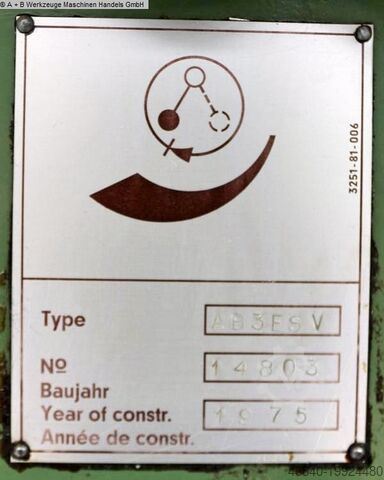 © A + B Werkzeuge Maschinen Handels GmbH
3251-81-006
Type AB3ESV
Nº 14803
Baujahr
Year of constr. 1975
Année de constr.
46640-19924480